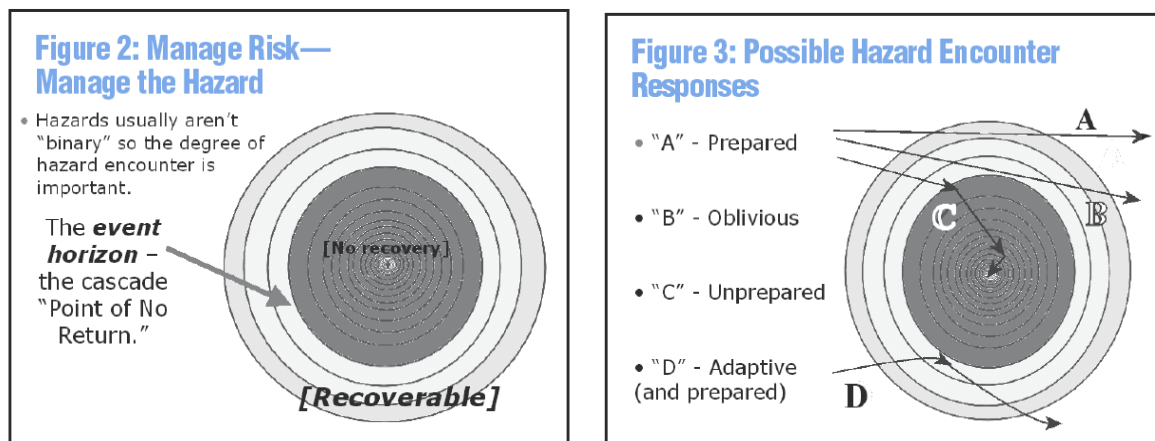 Figure 2: Manage Risk—
Manage the Hazard
• Hazards usually aren’t
“binary” so the degree of
hazard encounter is
important.
The event
horizon –
the cascade
“Point of No
Return.”
[No recovery]
[Recoverable]
Figure 3: Possible Hazard Encounter
Responses
• “A” - Prepared
• “B” - Oblivious
• “C” - Unprepared
• “D” - Adaptive
(and prepared)
A
B
C
D